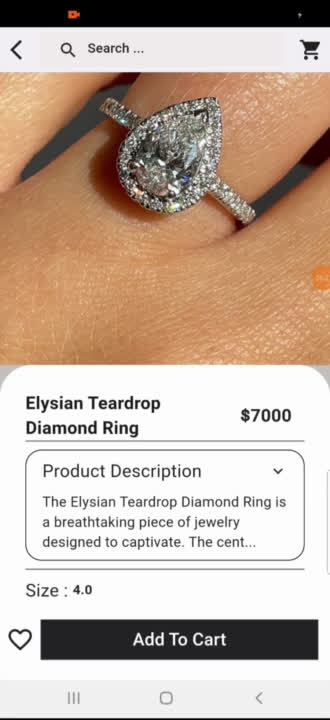 Search ...
Elysian Teardrop
Diamond Ring
$7000
Product Description
The Elysian Teardrop Diamond Ring is
a breathtaking piece of jewelry
designed to captivate. The cent...
Size : 4.0
Add To Cart